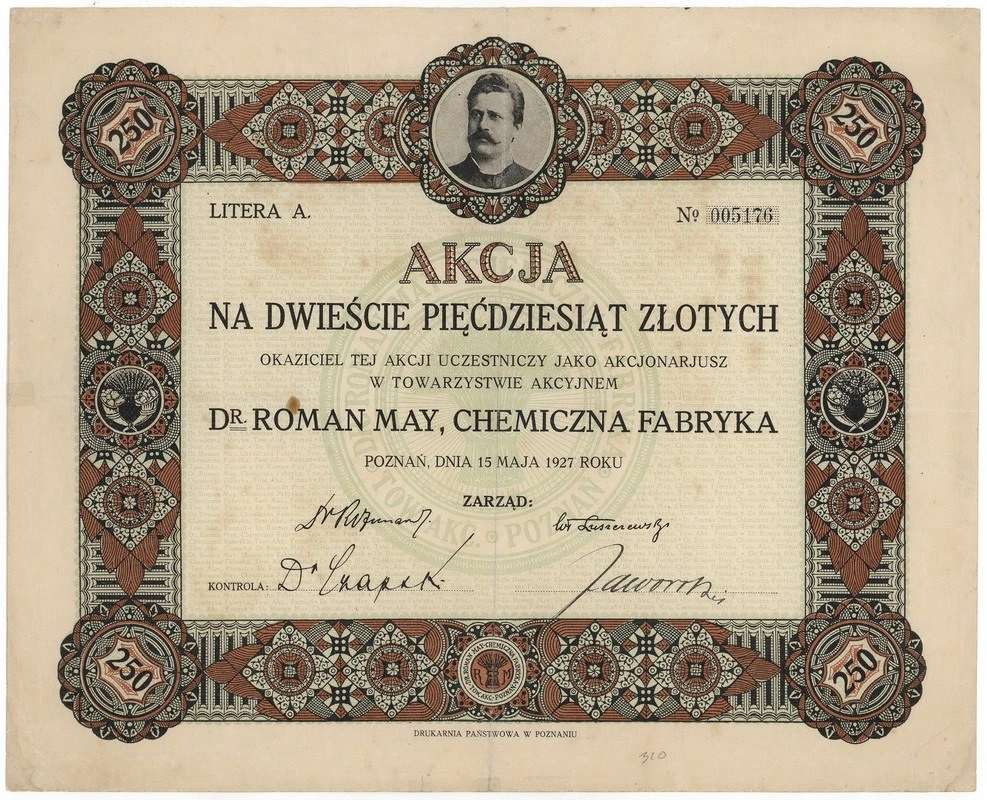 250
250
LITERA A.
Nº 005176
AKCJA
NA DWIEŚCIE PIĘĆDZIESIĄT ZŁOTYCH
OKAZICIEL TEJ AKCJI UCZESTNICZY JAKO AKCJONARJUSZ
W TOWARZYSTWIE AKCYJNEM
DR. ROMAN MAY, CHEMICZNA FABRYKA
POZNAŃ, DNIA 15 MAJA 1927 ROKU
ZARZĄD:
KONTROLA:
250
R M
250
DRUKARNIA PAŃSTWOWA W POZNANIU
320